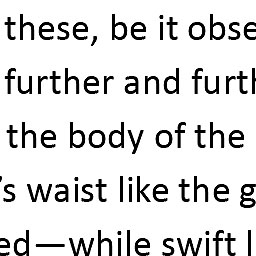 these, be it obse
further and furth
the body of the
’s waist like the g
ed—while swift l